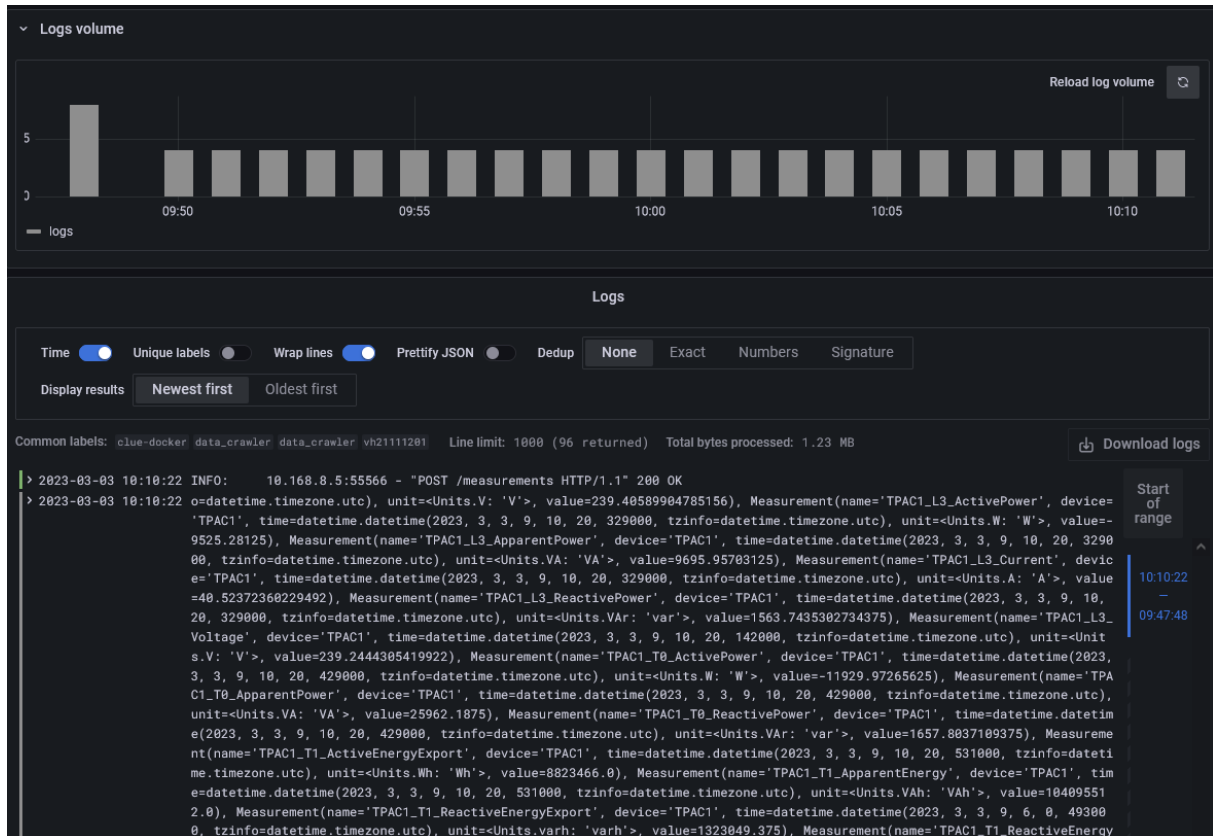 Logs volume
Reload log volume
5
0
09:50 09:55 10:00 10:05 10:10
logs
Logs
Time Unique labels Wrap lines Prettify JSON Dedup None Exact Numbers Signature
Display results Newest first Oldest first
Common labels: clue-docker data_crawler data_crawler vh21111201 Line limit: 1000 (96 returned) Total bytes processed: 1.23 MB
Download logs
> 2023-03-03 10:10:22 INFO: 10.168.8.5:55566 - "POST /measurements HTTP/1.1" 200 OK
> 2023-03-03 10:10:22 o=datetime.timezone.utc), unit=<Units.V: 'V'>, value=239.40589904785156), Measurement(name='TPAC1_L3_ActivePower', device=
'TPAC1', time=datetime.datetime(2023, 3, 3, 9, 10, 20, 329000, tzinfo=datetime.timezone.utc), unit=<Units.W: 'W'>, value=-
9525.28125), Measurement(name='TPAC1_L3_ApparentPower', device='TPAC1', time=datetime.datetime(2023, 3, 3, 9, 10, 20, 3290
00, tzinfo=datetime.timezone.utc), unit=<Units.VA: 'VA'>, value=9695.95703125), Measurement(name='TPAC1_L3_Current', devic
e='TPAC1', time=datetime.datetime(2023, 3, 3, 9, 10, 20, 329000, tzinfo=datetime.timezone.utc), unit=<Units.A: 'A'>, value
=40.52372360229492), Measurement(name='TPAC1_L3_ReactivePower', device='TPAC1', time=datetime.datetime(2023, 3, 3, 9, 10,
20, 329000, tzinfo=datetime.timezone.utc), unit=<Units.VAr: 'var'>, value=1563.7435302734375), Measurement(name='TPAC1_L3_
Voltage', device='TPAC1', time=datetime.datetime(2023, 3, 3, 9, 10, 20, 142000, tzinfo=datetime.timezone.utc), unit=<Unit
s.V: 'V'>, value=239.2444305419922), Measurement(name='TPAC1_T0_ActivePower', device='TPAC1', time=datetime.datetime(2023,
3, 3, 9, 10, 20, 429000, tzinfo=datetime.timezone.utc), unit=<Units.W: 'W'>, value=-11929.97265625), Measurement(name='TPA
C1_T0_ApparentPower', device='TPAC1', time=datetime.datetime(2023, 3, 3, 9, 10, 20, 429000, tzinfo=datetime.timezone.utc),
unit=<Units.VA: 'VA'>, value=25962.1875), Measurement(name='TPAC1_T0_ReactivePower', device='TPAC1', time=datetime.datetim
e(2023, 3, 3, 9, 10, 20, 429000, tzinfo=datetime.timezone.utc), unit=<Units.VAr: 'var'>, value=1657.8037109375), Measureme
nt(name='TPAC1_T1_ActiveEnergyExport', device='TPAC1', time=datetime.datetime(2023, 3, 3, 9, 10, 20, 531000, tzinfo=dateti
me.timezone.utc), unit=<Units.Wh: 'Wh'>, value=8823466.0), Measurement(name='TPAC1_T1_ApparentEnergy', device='TPAC1', tim
e=datetime.datetime(2023, 3, 3, 9, 10, 20, 531000, tzinfo=datetime.timezone.utc), unit=<Units.VAh: 'VAh'>, value=10409551
2.0), Measurement(name='TPAC1_T1_ReactiveEnergyExport', device='TPAC1', time=datetime.datetime(2023, 3, 3, 9, 6, 0, 49300
0, tzinfo=datetime.timezone.utc), unit=<Units.varh: 'varh'>, value=1323049.375), Measurement(name='TPAC1_T1_ReactiveEnergy
Start
of
range
10:10:22
—
09:47:48